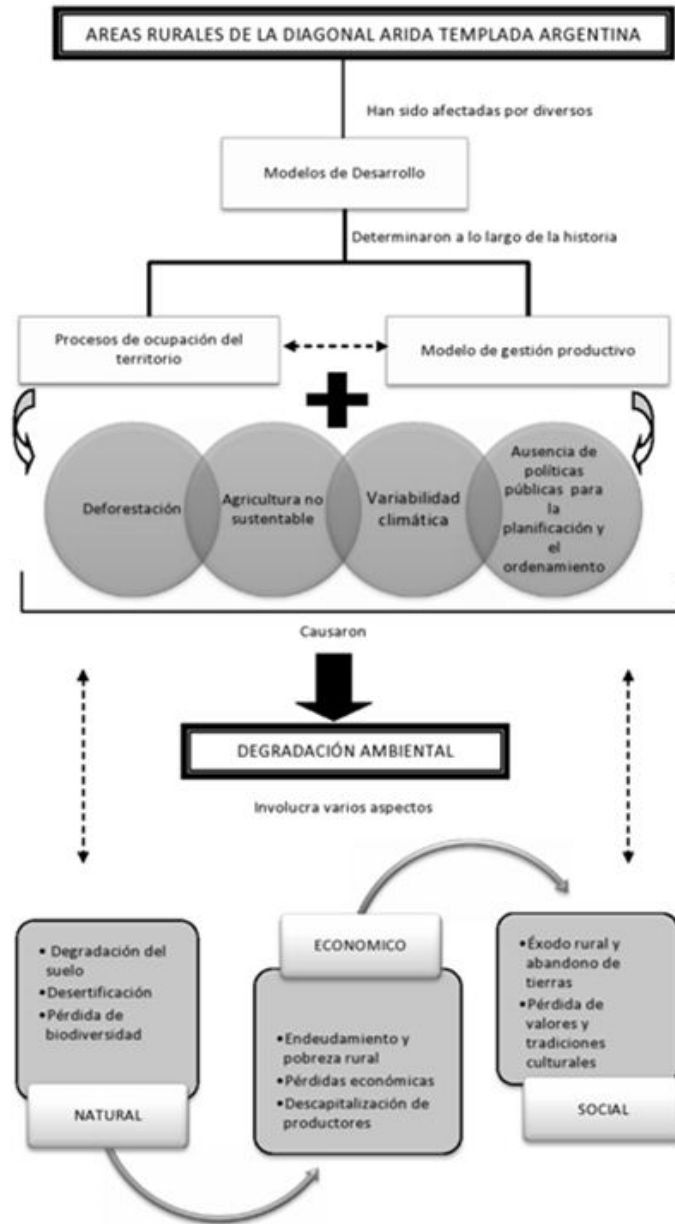 AREAS RURALES DE LA DIAGONAL ARIDA TEMPLADA ARGENTINA
Han sido afectadas por diversos
Modelos de Desarrollo
Determinaron a lo largo de la historia
Procesos de ocupación del
territorio
Modelo de gestión productivo
Deforestación
Agricultura no
sustentable
Variabilidad
climática
Ausencia de
políticas
públicas para
la
planificación y
el
ordenamiento
Causaron
DEGRADACIÓN AMBIENTAL
Involucra varios aspectos
• Degradación del
suelo
•Desertificación
•Pérdida de
biodiversidad
NATURAL
ECONOMICO
•Endeudamiento y
pobreza rural
•Pérdidas económicas
•Descapitalización de
productores
•Éxodo rural y
abandono de
tierras
•Pérdida de
valores y
tradiciones
culturales
SOCIAL